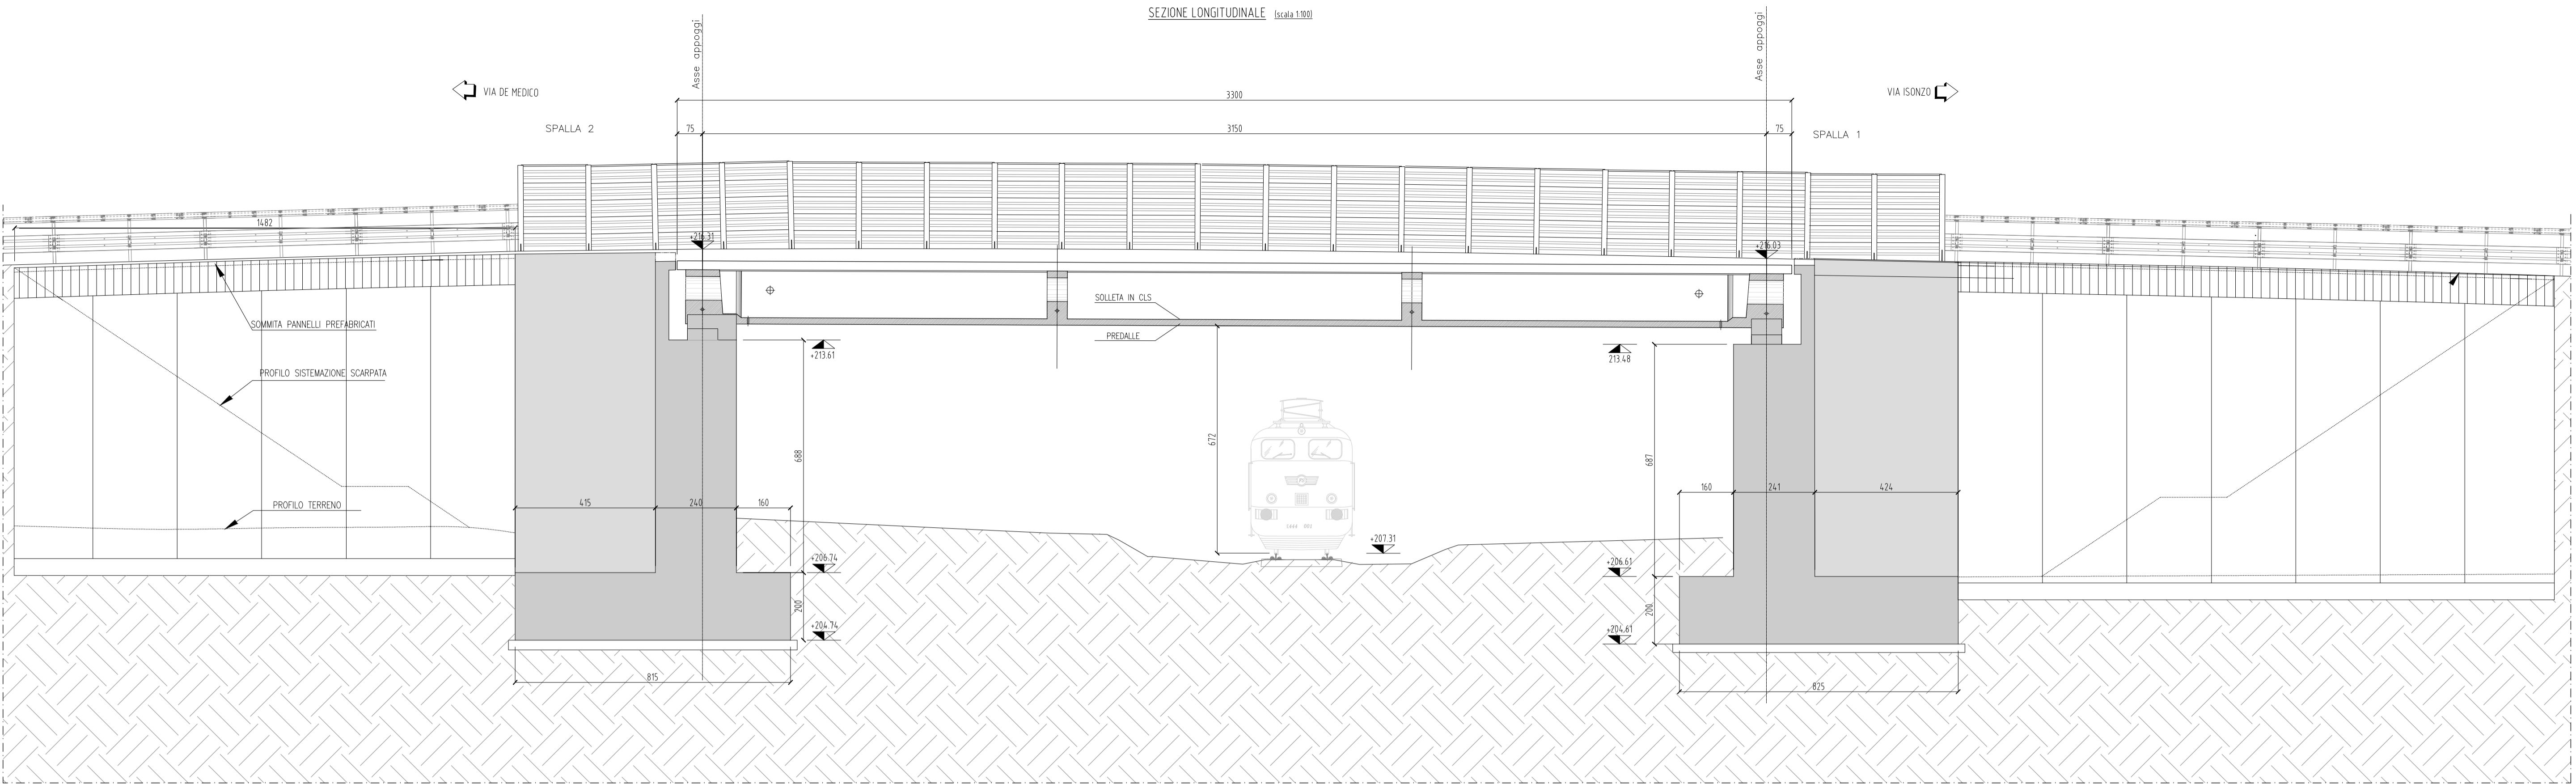 SEZIONE LONGITUDINALE (scala 1:100)
Asse appoggi
Asse appoggi
VIA DE MEDICO
VIA ISONZO
3300
SPALLA 2
75
3150
75
SPALLA 1
1482
+216.31
+216.03
SOLLETA IN CLS
SOMMITA PANNELLI PREFABRICATI
PREDALLE
+213.61
213.48
PROFILO SISTEMAZIONE SCARPATA
672
688
687
415
240
160
160
241
424
PROFILO TERRENO
+207.31
+206.74
+206.61
200
200
+204.74
+204.61
815
825